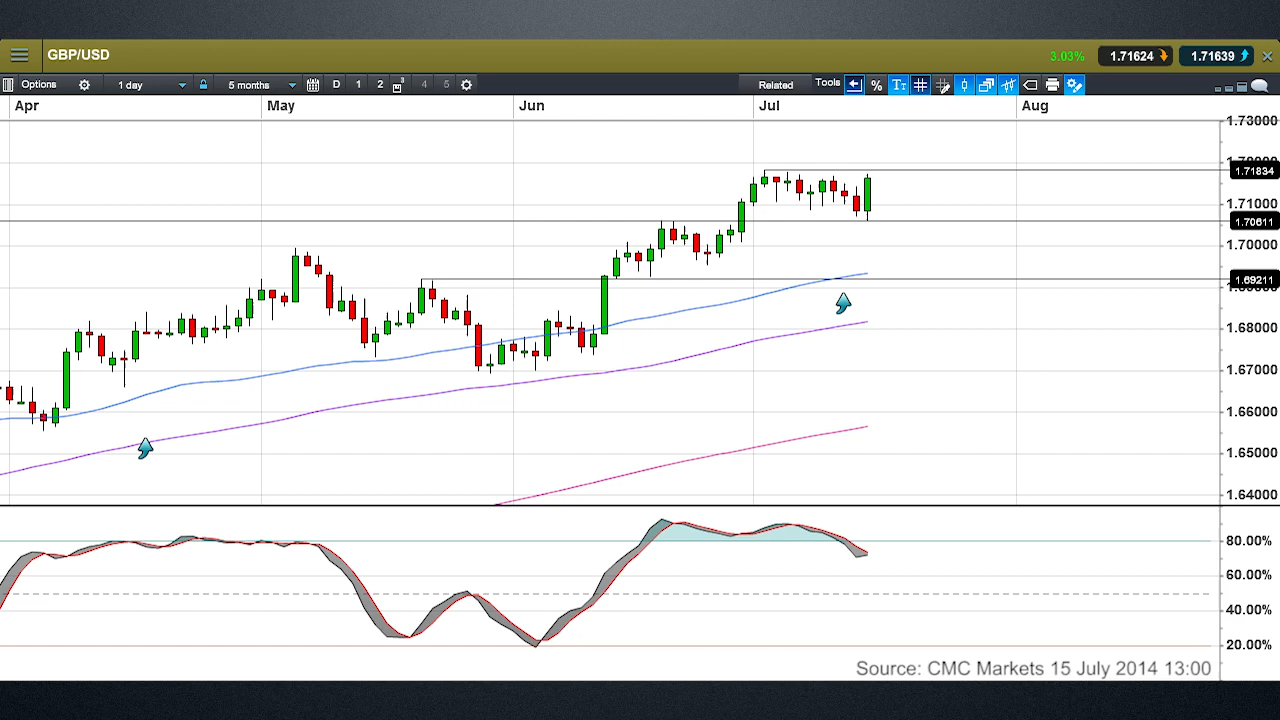 GBP/USD
3.03%
1.71624
1.71639
Options
1 day
5 months
D
1
2
3
4
5
Related
Tools
%
Apr
May
Jun
Jul
Aug
1.73000
1.71834
1.71000
1.70611
1.70000
1.69211
1.68000
1.67000
1.66000
1.65000
1.64000
80.00%
60.00%
40.00%
20.00%
Source: CMC Markets 15 July 2014 13:00